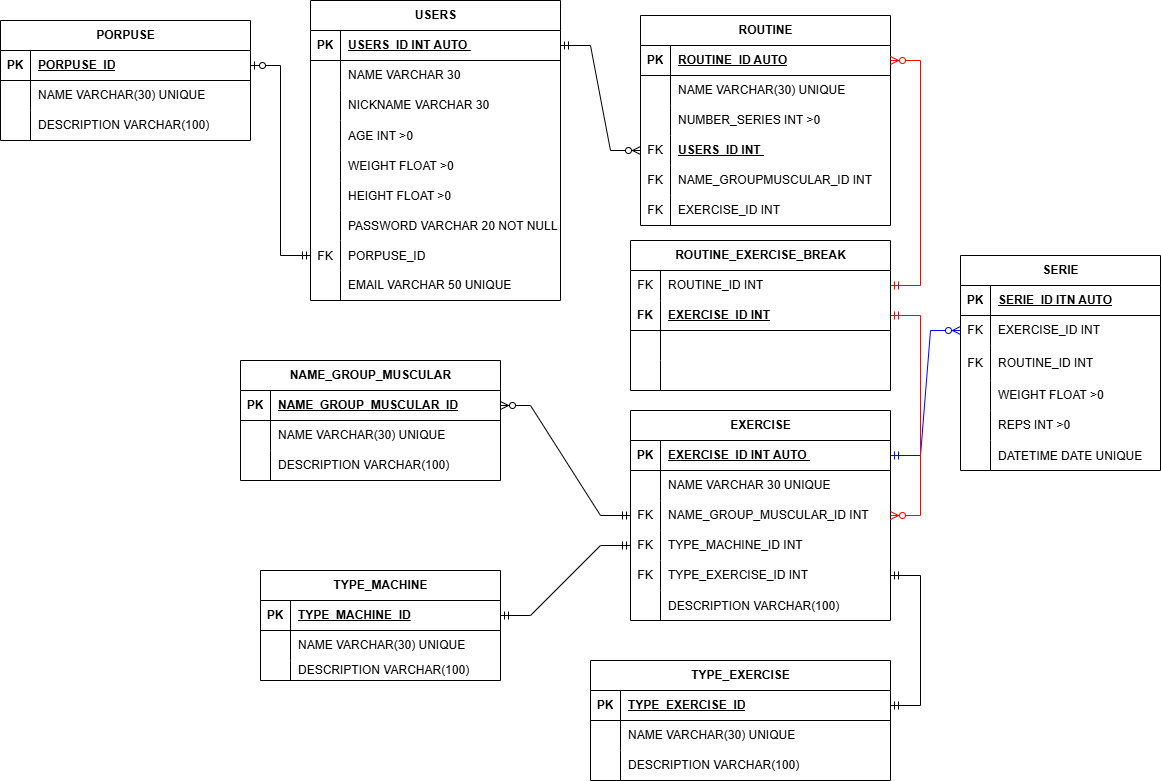 PORPUSE
PK PORPUSE_ID
NAME VARCHAR(30) UNIQUE
DESCRIPTION VARCHAR(100)
USERS
PK USERS_ID INT AUTO
NAME VARCHAR 30
NICKNAME VARCHAR 30
AGE INT >0
WEIGHT FLOAT >0
HEIGHT FLOAT >0
PASSWORD VARCHAR 20 NOT NULL
FK PORPUSE_ID
EMAIL VARCHAR 50 UNIQUE
ROUTINE
PK ROUTINE_ID AUTO
NAME VARCHAR(30) UNIQUE
NUMBER_SERIES INT >0
FK USERS_ID INT
FK NAME_GROUPMUSCULAR_ID INT
FK EXERCISE_ID INT
ROUTINE_EXERCISE_BREAK
FK ROUTINE_ID INT
FK EXERCISE_ID INT
SERIE
PK SERIE_ID ITN AUTO
FK EXERCISE_ID INT
FK ROUTINE_ID INT
WEIGHT FLOAT >0
REPS INT >0
DATETIME DATE UNIQUE
NAME_GROUP_MUSCULAR
PK NAME_GROUP_MUSCULAR_ID
NAME VARCHAR(30) UNIQUE
DESCRIPTION VARCHAR(100)
EXERCISE
PK EXERCISE_ID INT AUTO
NAME VARCHAR 30 UNIQUE
FK NAME_GROUP_MUSCULAR_ID INT
FK TYPE_MACHINE_ID INT
FK TYPE_EXERCISE_ID INT
DESCRIPTION VARCHAR(100)
TYPE_MACHINE
PK TYPE_MACHINE_ID
NAME VARCHAR(30) UNIQUE
DESCRIPTION VARCHAR(100)
TYPE_EXERCISE
PK TYPE_EXERCISE_ID
NAME VARCHAR(30) UNIQUE
DESCRIPTION VARCHAR(100)